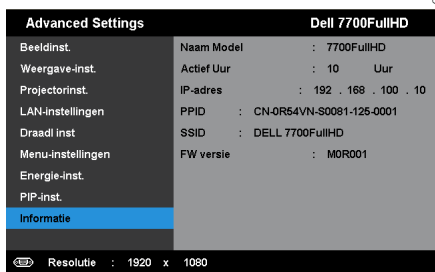 Advanced Settings
Dell 7700FullHD
Beeldinst.
Weergave-inst.
Projectorinst.
LAN-instellingen
Draadl inst
Menu-instellingen
Energie-inst.
PIP-inst.
Informatie
Naam Model : 7700FullHD
Actief Uur : 10 Uur
IP-adres : 192 . 168 . 100 . 10
PPID : CN-0R54VN-S0081-125-0001
SSID : DELL 7700FullHD
FW versie : M0R001
Resolutie : 1920 x 1080